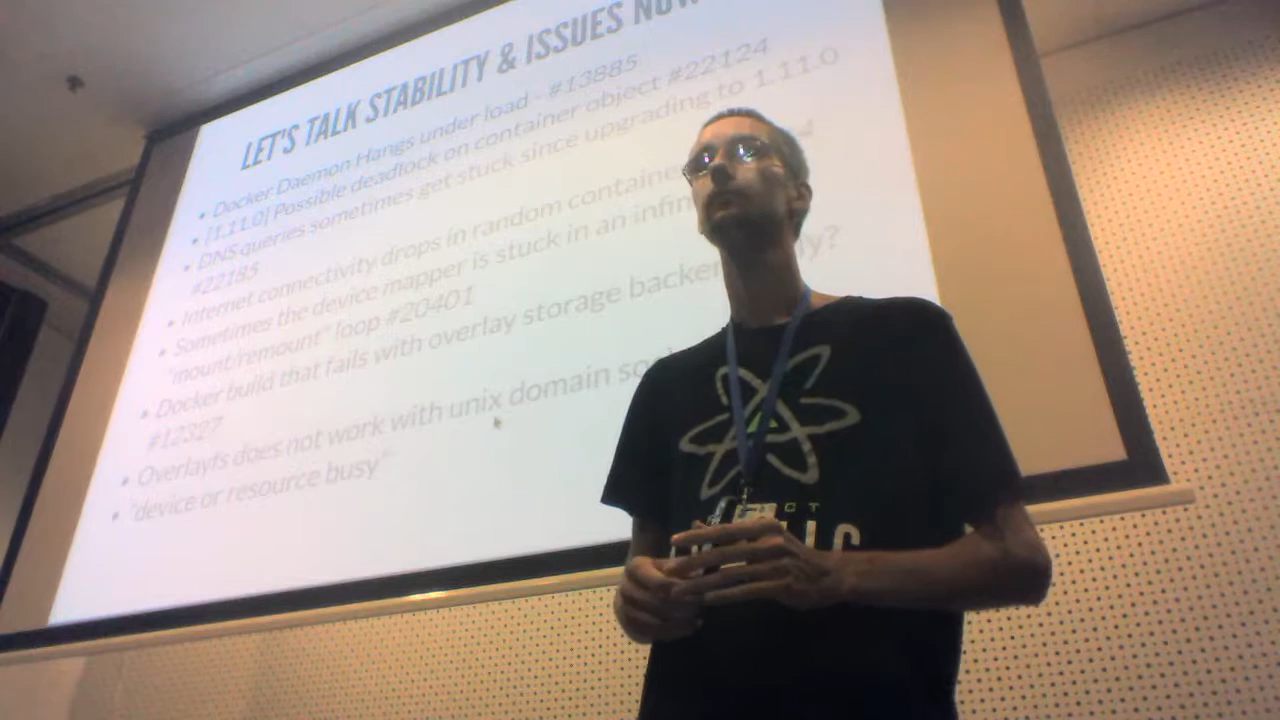 LET'S TALK STABILITY & ISSUES NOW
• Docker Daemon Hangs under load - #13885
• [1.11.0] Possible deadlock on container object #22124
• DNS queries sometimes get stuck since upgrading to 1.11.0
#22185
• Internet connectivity drops in random
• Sometimes the device mapper is stuck in an
"mount/remount" loop #20401
• Docker build that fails with overlay storage
#12327
• Overlayfs does not work with unix domain
• "device or resource busy"